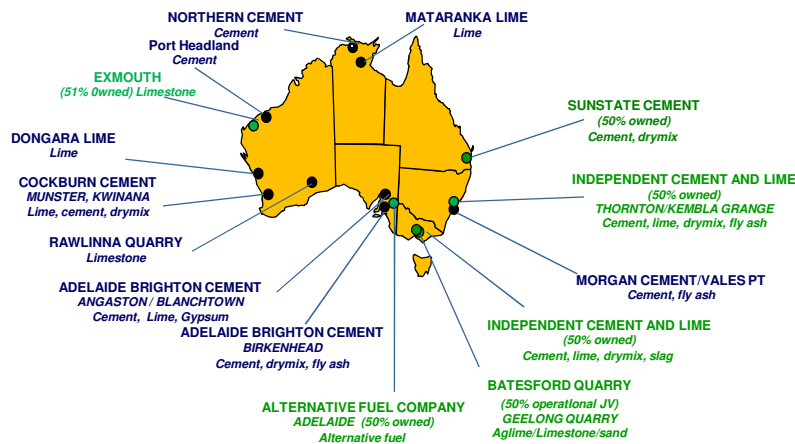 NORTHERN CEMENT
Cement
MATARANKA LIME
Lime
Port Headland
Cement
EXMOUTH
(51% 0wned) Limestone
DONGARA LIME
Lime
COCKBURN CEMENT
MUNSTER, KWINANA
Lime, cement, drymix
RAWLINNA QUARRY
Limestone
ADELAIDE BRIGHTON CEMENT
ANGASTON / BLANCHTOWN
Cement, Lime, Gypsum
ADELAIDE BRIGHTON CEMENT
BIRKENHEAD
Cement, drymix, fly ash
ALTERNATIVE FUEL COMPANY
ADELAIDE (50% owned)
Alternative fuel
SUNSTATE CEMENT
(50% owned)
Cement, drymix
INDEPENDENT CEMENT AND LIME
(50% owned)
THORNTON/KEMBLA GRANGE
Cement, lime, drymix, fly ash
MORGAN CEMENT/VALES PT
Cement, fly ash
INDEPENDENT CEMENT AND LIME
(50% owned)
Cement, lime, drymix, slag
BATESFORD QUARRY
(50% operational JV)
GEELONG QUARRY
Aglime/Limestone/sand